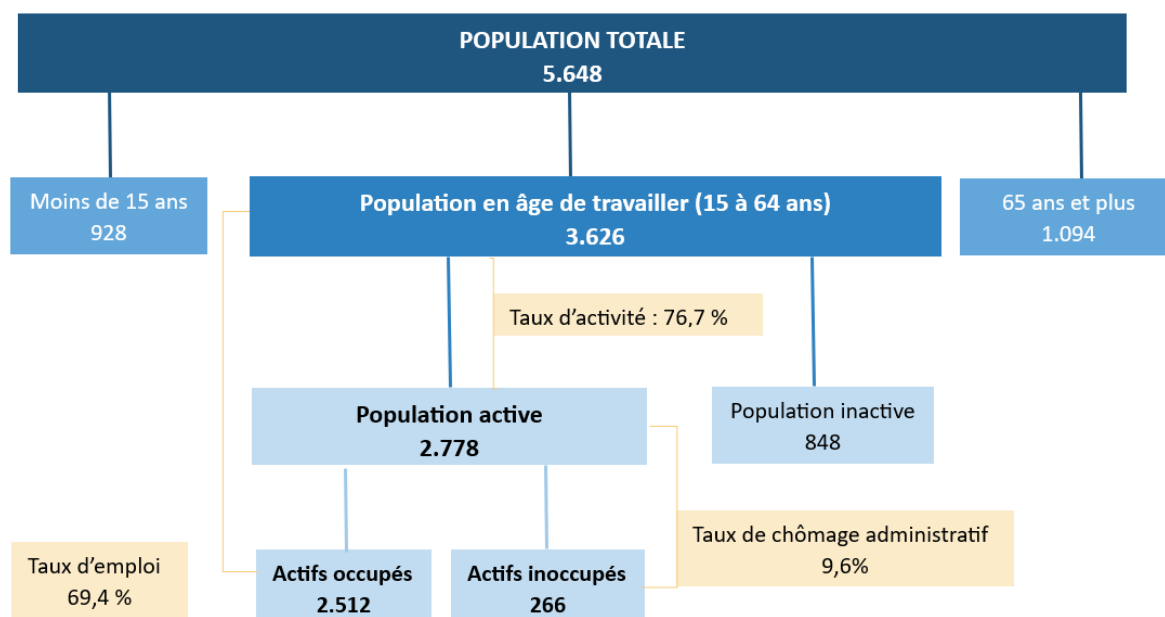 POPULATION TOTALE
5.648
Moins de 15 ans
928
Population en âge de travailler (15 à 64 ans)
3.626
65 ans et plus
1.094
Taux d’activité : 76,7 %
Population active
2.778
Population inactive
848
Taux de chômage administratif
9,6%
Taux d’emploi
69,4 %
Actifs occupés
2.512
Actifs inoccupés
266